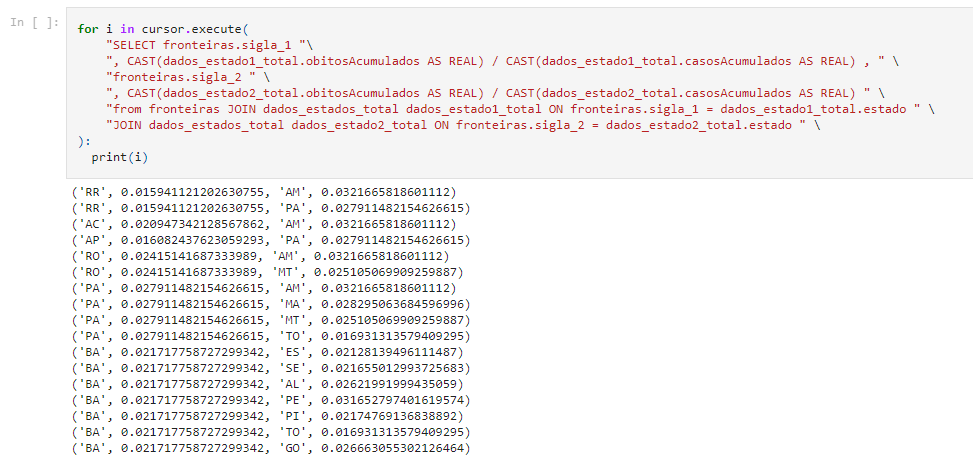 In [ ]:
for i in cursor.execute(
    "SELECT fronteiras.sigla_1 "\
    ", CAST(dados_estado1_total.obitosAcumulados AS REAL) / CAST(dados_estado1_total.casosAcumulados AS REAL) , " \
    "fronteiras.sigla_2 " \
    ", CAST(dados_estado2_total.obitosAcumulados AS REAL) / CAST(dados_estado2_total.casosAcumulados AS REAL) " \
    "from fronteiras JOIN dados_estados_total dados_estado1_total ON fronteiras.sigla_1 = dados_estado1_total.estado " \
    "JOIN dados_estados_total dados_estado2_total ON fronteiras.sigla_2 = dados_estado2_total.estado " \
):
  print(i)
('RR', 0.015941121202630755, 'AM', 0.0321665818601112)
('RR', 0.015941121202630755, 'PA', 0.027911482154626615)
('AC', 0.020947342128567862, 'AM', 0.0321665818601112)
('AP', 0.016082437623059293, 'PA', 0.027911482154626615)
('RO', 0.02415141687333989, 'AM', 0.0321665818601112)
('RO', 0.02415141687333989, 'MT', 0.025105069909259887)
('PA', 0.027911482154626615, 'AM', 0.0321665818601112)
('PA', 0.027911482154626615, 'MA', 0.028295063684596996)
('PA', 0.027911482154626615, 'MT', 0.025105069909259887)
('PA', 0.027911482154626615, 'TO', 0.016931313579409295)
('BA', 0.021717758727299342, 'ES', 0.02128139496111487)
('BA', 0.021717758727299342, 'SE', 0.021655012993725683)
('BA', 0.021717758727299342, 'AL', 0.02621991999435059)
('BA', 0.021717758727299342, 'PE', 0.031652797401619574)
('BA', 0.021717758727299342, 'PI', 0.02174769136838892)
('BA', 0.021717758727299342, 'TO', 0.016931313579409295)
('BA', 0.021717758727299342, 'GO', 0.026663055302126464)